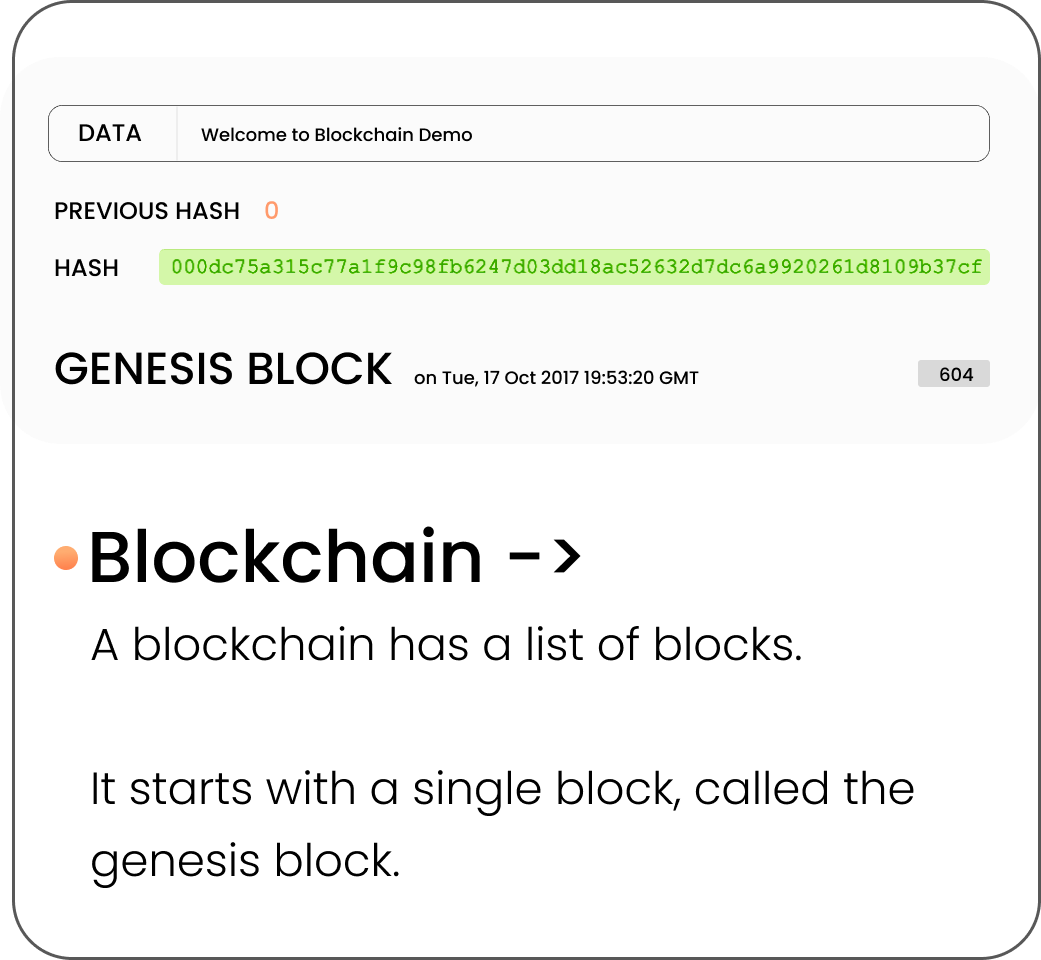 DATA Welcome to Blockchain Demo
PREVIOUS HASH 0
HASH 000dc75a315c77a1f9c98fb6247d03dd18ac52632d7dc6a9920261d8109b37cf
GENESIS BLOCK on Tue, 17 Oct 2017 19:53:20 GMT 604
Blockchain ->
A blockchain has a list of blocks.
It starts with a single block, called the
genesis block.